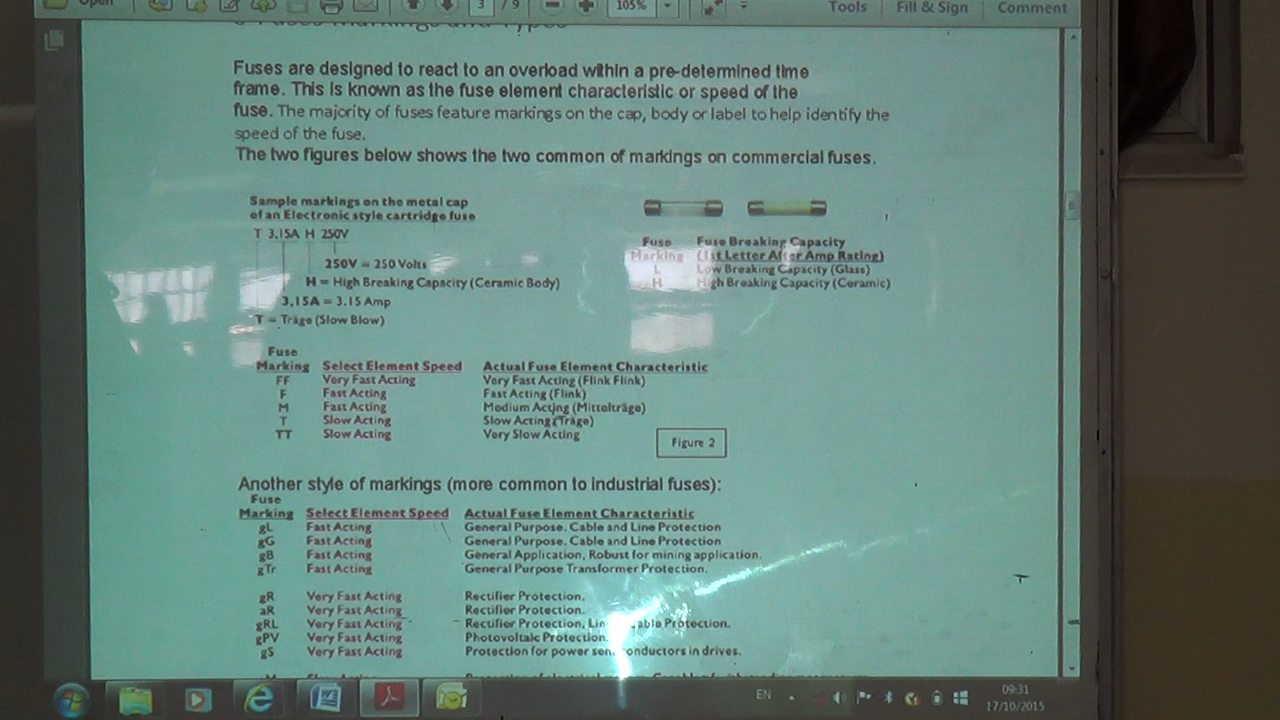 Open
3 / 9
105%
Tools
Fill & Sign
Comment
Fuses are designed to react to an overload within a pre-determined time
frame. This is known as the fuse element characteristic or speed of the
fuse. The majority of fuses feature markings on the cap, body or label to help identify the
speed of the fuse.
The two figures below shows the two common of markings on commercial fuses.
Sample markings on the metal cap
of an Electronic style cartridge fuse
T 3.15A H 250V
250V = 250 Volts
H = High Breaking Capacity (Ceramic Body)
3,15A = 3.15 Amp
T = Träge (Slow Blow)
Fuse Fuse Breaking Capacity
Marking (1st Letter After Amp Rating)
L Low Breaking Capacity (Glass)
H High Breaking Capacity (Ceramic)
Fuse
Marking Select Element Speed Actual Fuse Element Characteristic
FF Very Fast Acting Very Fast Acting (Flink Flink)
F Fast Acting Fast Acting (Flink)
M Fast Acting Medium Acting (Mittelträge)
T Slow Acting Slow Acting (Träge)
TT Slow Acting Very Slow Acting
Figure 2
Another style of markings (more common to industrial fuses):
Fuse
Marking Select Element Speed Actual Fuse Element Characteristic
gL Fast Acting General Purpose. Cable and Line Protection
gG Fast Acting General Purpose. Cable and Line Protection
gB Fast Acting General Application, Robust for mining application.
gTr Fast Acting General Purpose Transformer Protection.
gR Very Fast Acting Rectifier Protection.
aR Very Fast Acting Rectifier Protection.
gRL Very Fast Acting Rectifier Protection, Protection.
gPV Very Fast Acting Photovoltaic Protection.
gS Very Fast Acting Protection for power semiconductors in drives.
EN
09:31
17/10/2015